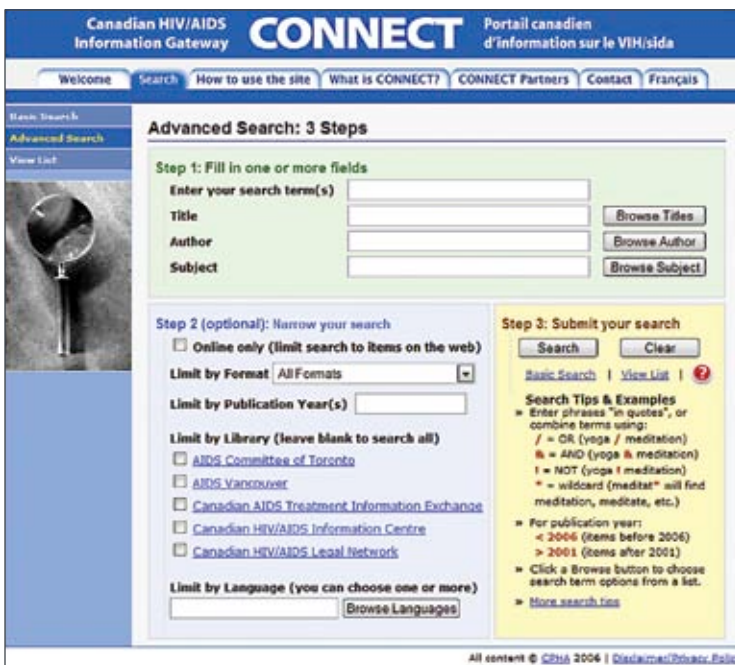 Canadian HIV/AIDS
Information Gateway
CONNECT
Portail canadien
d'information sur le VIH/sida
Welcome
Search
How to use the site
What is CONNECT?
CONNECT Partners
Contact
Français
Basic Search
Advanced Search
View List
Advanced Search: 3 Steps
Step 1: Fill in one or more fields
Enter your search term(s)
Title
Browse Titles
Author
Browse Author
Subject
Browse Subject
Step 2 (optional): Narrow your search
Online only (limit search to items on the web)
Limit by Format All Formats
Limit by Publication Year(s)
Limit by Library (leave blank to search all)
AIDS Committee of Toronto
AIDS Vancouver
Canadian AIDS Treatment Information Exchange
Canadian HIV/AIDS Information Centre
Canadian HIV/AIDS Legal Network
Limit by Language (you can choose one or more)
Browse Languages
Step 3: Submit your search
Search Clear
Basic Search | View List | ?
Search Tips & Examples
» Enter phrases "in quotes", or
combine terms using:
/ = OR (yoga / meditation)
& = AND (yoga & meditation)
! = NOT (yoga ! meditation)
* = wildcard (meditat* will find
meditation, meditate, etc.)
» For publication year:
< 2006 (items before 2006)
> 2001 (items after 2001)
» Click a Browse button to choose
search term options from a list.
» More search tips
All content © CPHA 2006 | Disclaimer/Privacy Polic